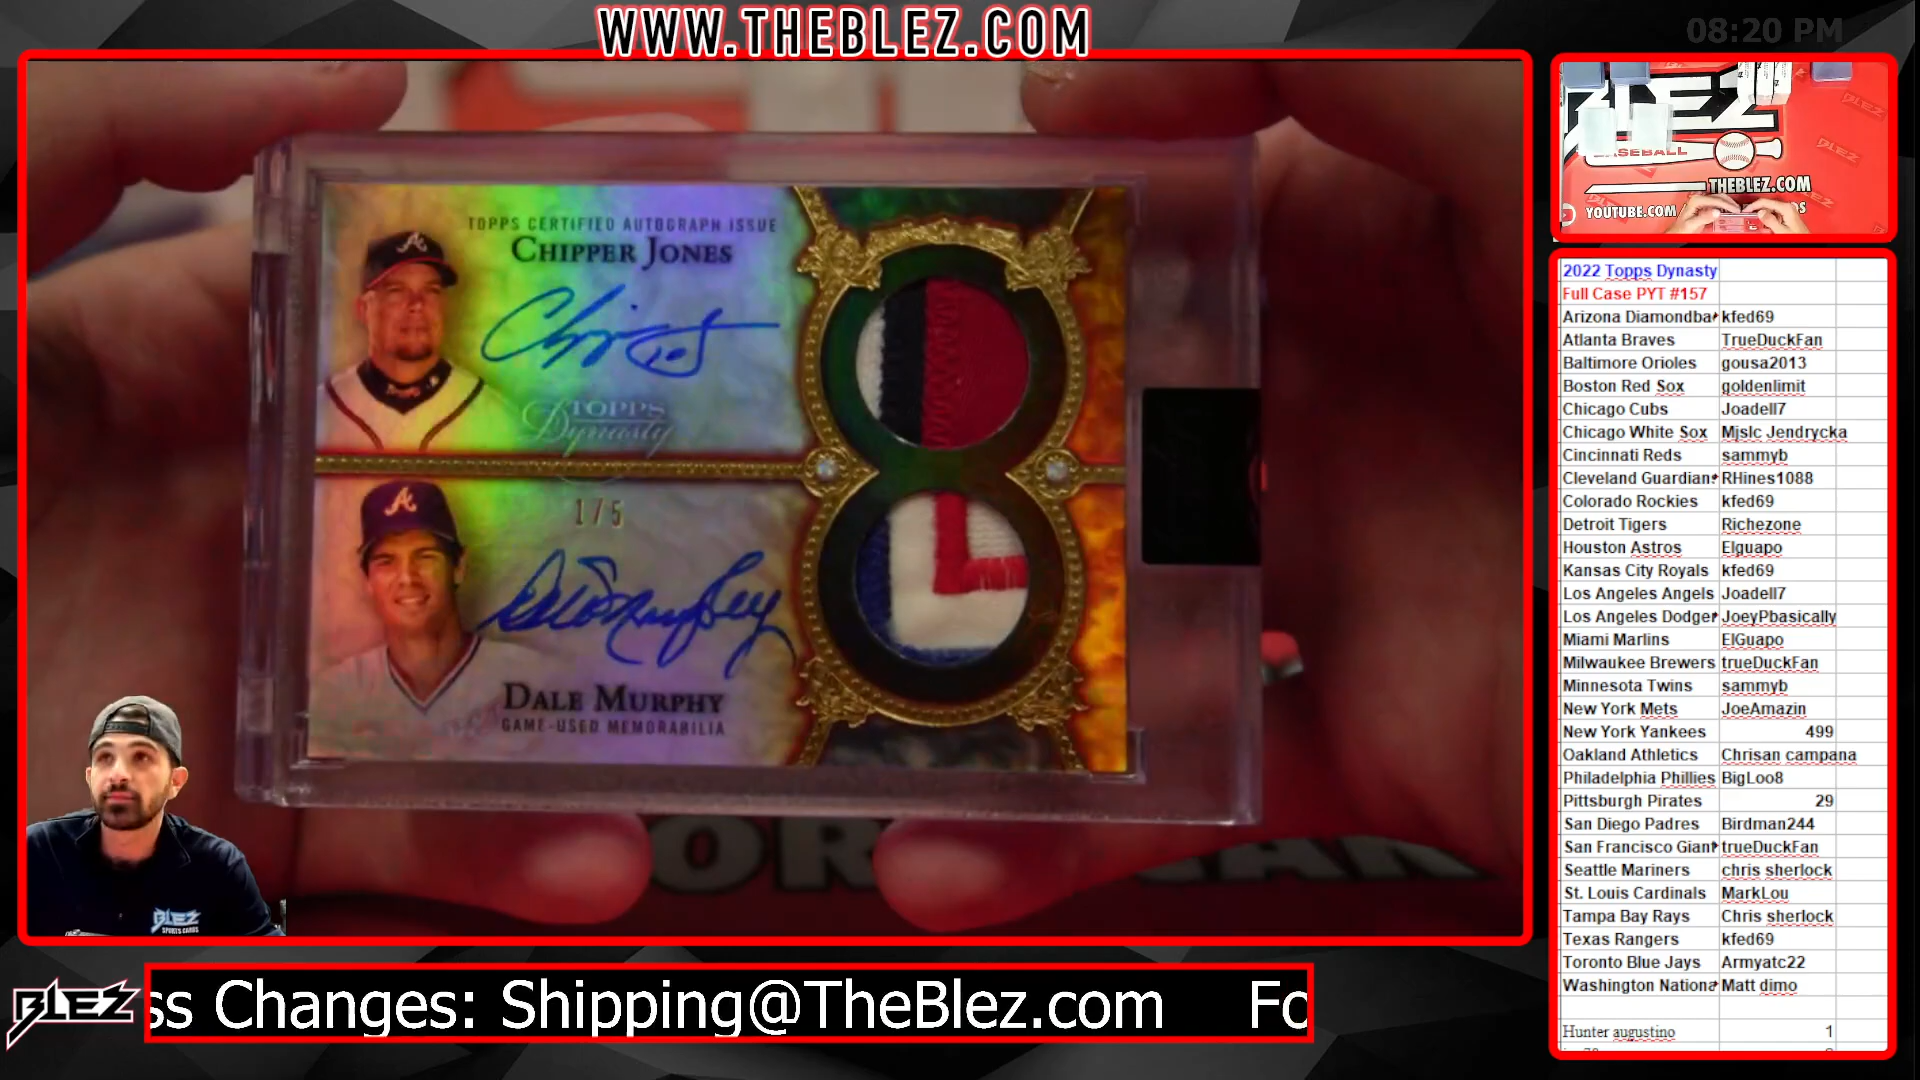 WWW.THEBLEZ.COM
08:20 PM
TOPPS CERTIFIED AUTOGRAPH ISSUE
CHIPPER JONES
TOPPS
Dynasty
1/5
DALE MURPHY
GAME-USED MEMORABILIA
BLEZ
SPORTS CARDS
BLEZ
ss Changes: Shipping@TheBlez.com Fo
BLEZ
BASEBALL
THEBLEZ.COM
YOUTUBE.COM/
2022 Topps Dynasty
Full Case PYT #157
Arizona Diamondba kfed69
Atlanta Braves TrueDuckFan
Baltimore Orioles gousa2013
Boston Red Sox goldenlimit
Chicago Cubs Joadell7
Chicago White Sox Mjslc Jendrycka
Cincinnati Reds sammyb
Cleveland Guardian RHines1088
Colorado Rockies kfed69
Detroit Tigers Richezone
Houston Astros Elguapo
Kansas City Royals kfed69
Los Angeles Angels Joadell7
Los Angeles Dodger JoeyPbasically
Miami Marlins ElGuapo
Milwaukee Brewers trueDuckFan
Minnesota Twins sammyb
New York Mets JoeAmazin
New York Yankees 499
Oakland Athletics Chrisan campana
Philadelphia Phillies BigLoo8
Pittsburgh Pirates 29
San Diego Padres Birdman244
San Francisco Giant trueDuckFan
Seattle Mariners chris sherlock
St. Louis Cardinals MarkLou
Tampa Bay Rays Chris sherlock
Texas Rangers kfed69
Toronto Blue Jays Armyatc22
Washington Nationa Matt dimo
Hunter augustino 1